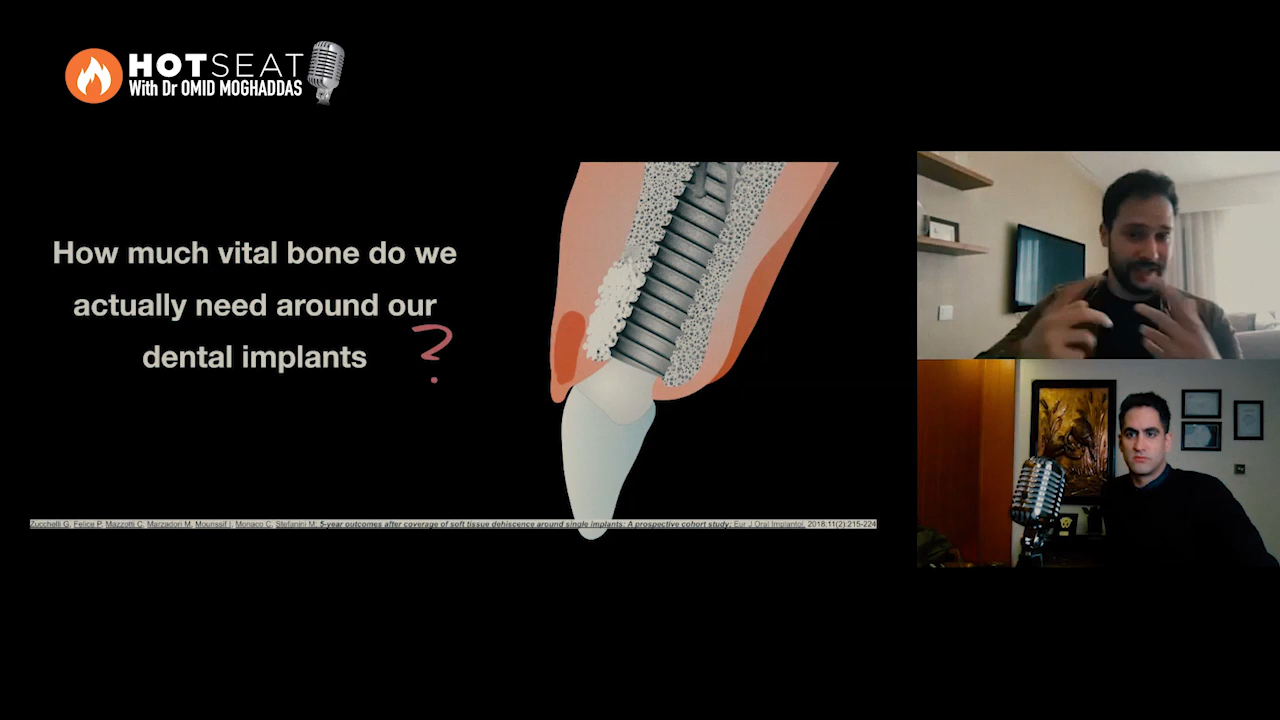 HOTSEAT
With Dr OMID MOGHADDAS
How much vital bone do we
actually need around our
dental implants ?
Zucchelli G, Felice P, Mazzotti C, Marzadori M, Mounssif I, Monaco C, Stefanini M: 5-year outcomes after coverage of soft tissue dehiscence around single implants: A prospective cohort study; Eur J Oral Implantol. 2018;11(2):215-224